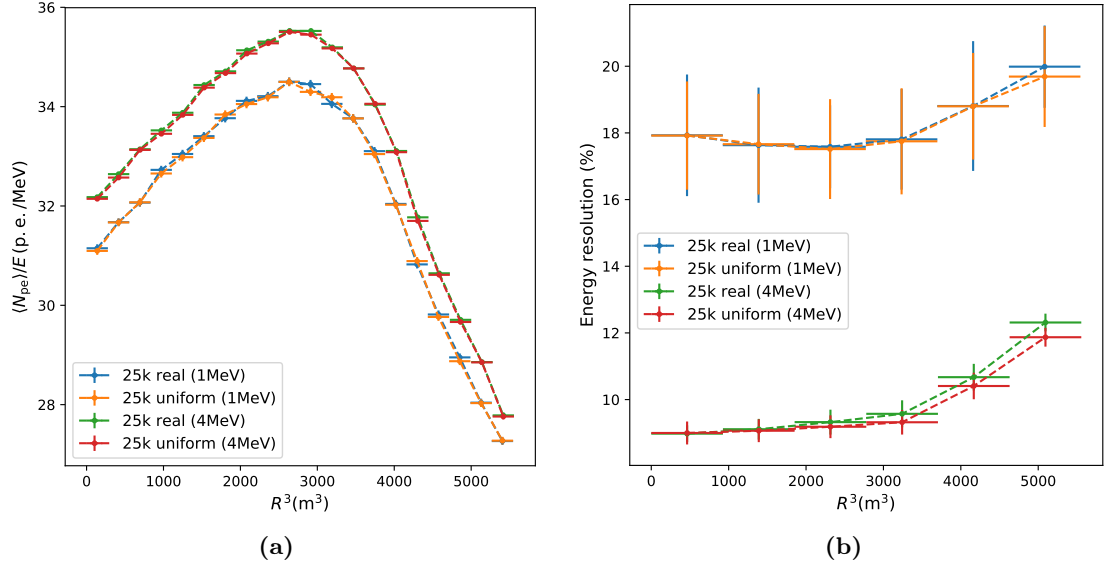 36
34
32
30
28
⟨N_pe⟩/E (p. e. /MeV)
25k real (1MeV)
25k uniform (1MeV)
25k real (4MeV)
25k uniform (4MeV)
0 1000 2000 3000 4000 5000
R³(m³)
(a)
20
18
16
14
12
10
Energy resolution (%)
25k real (1MeV)
25k uniform (1MeV)
25k real (4MeV)
25k uniform (4MeV)
0 1000 2000 3000 4000 5000
R³(m³)
(b)